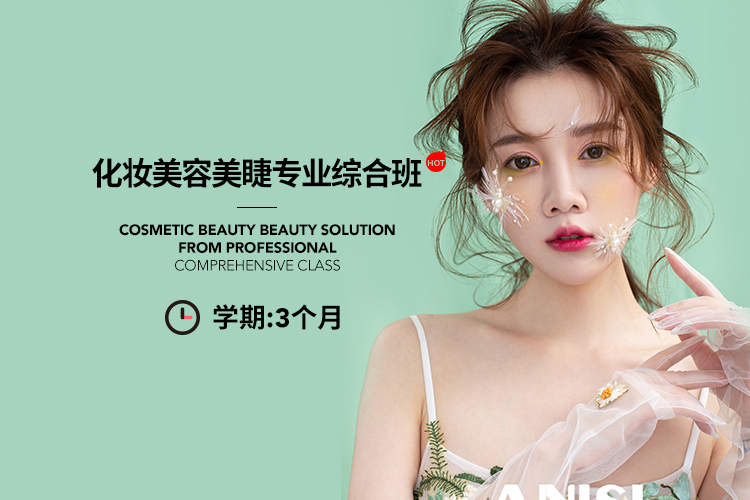 化妆美容美睫专业综合班
HOT
COSMETIC BEAUTY BEAUTY SOLUTION
FROM PROFESSIONAL
COMPREHENSIVE CLASS
学期:3个月